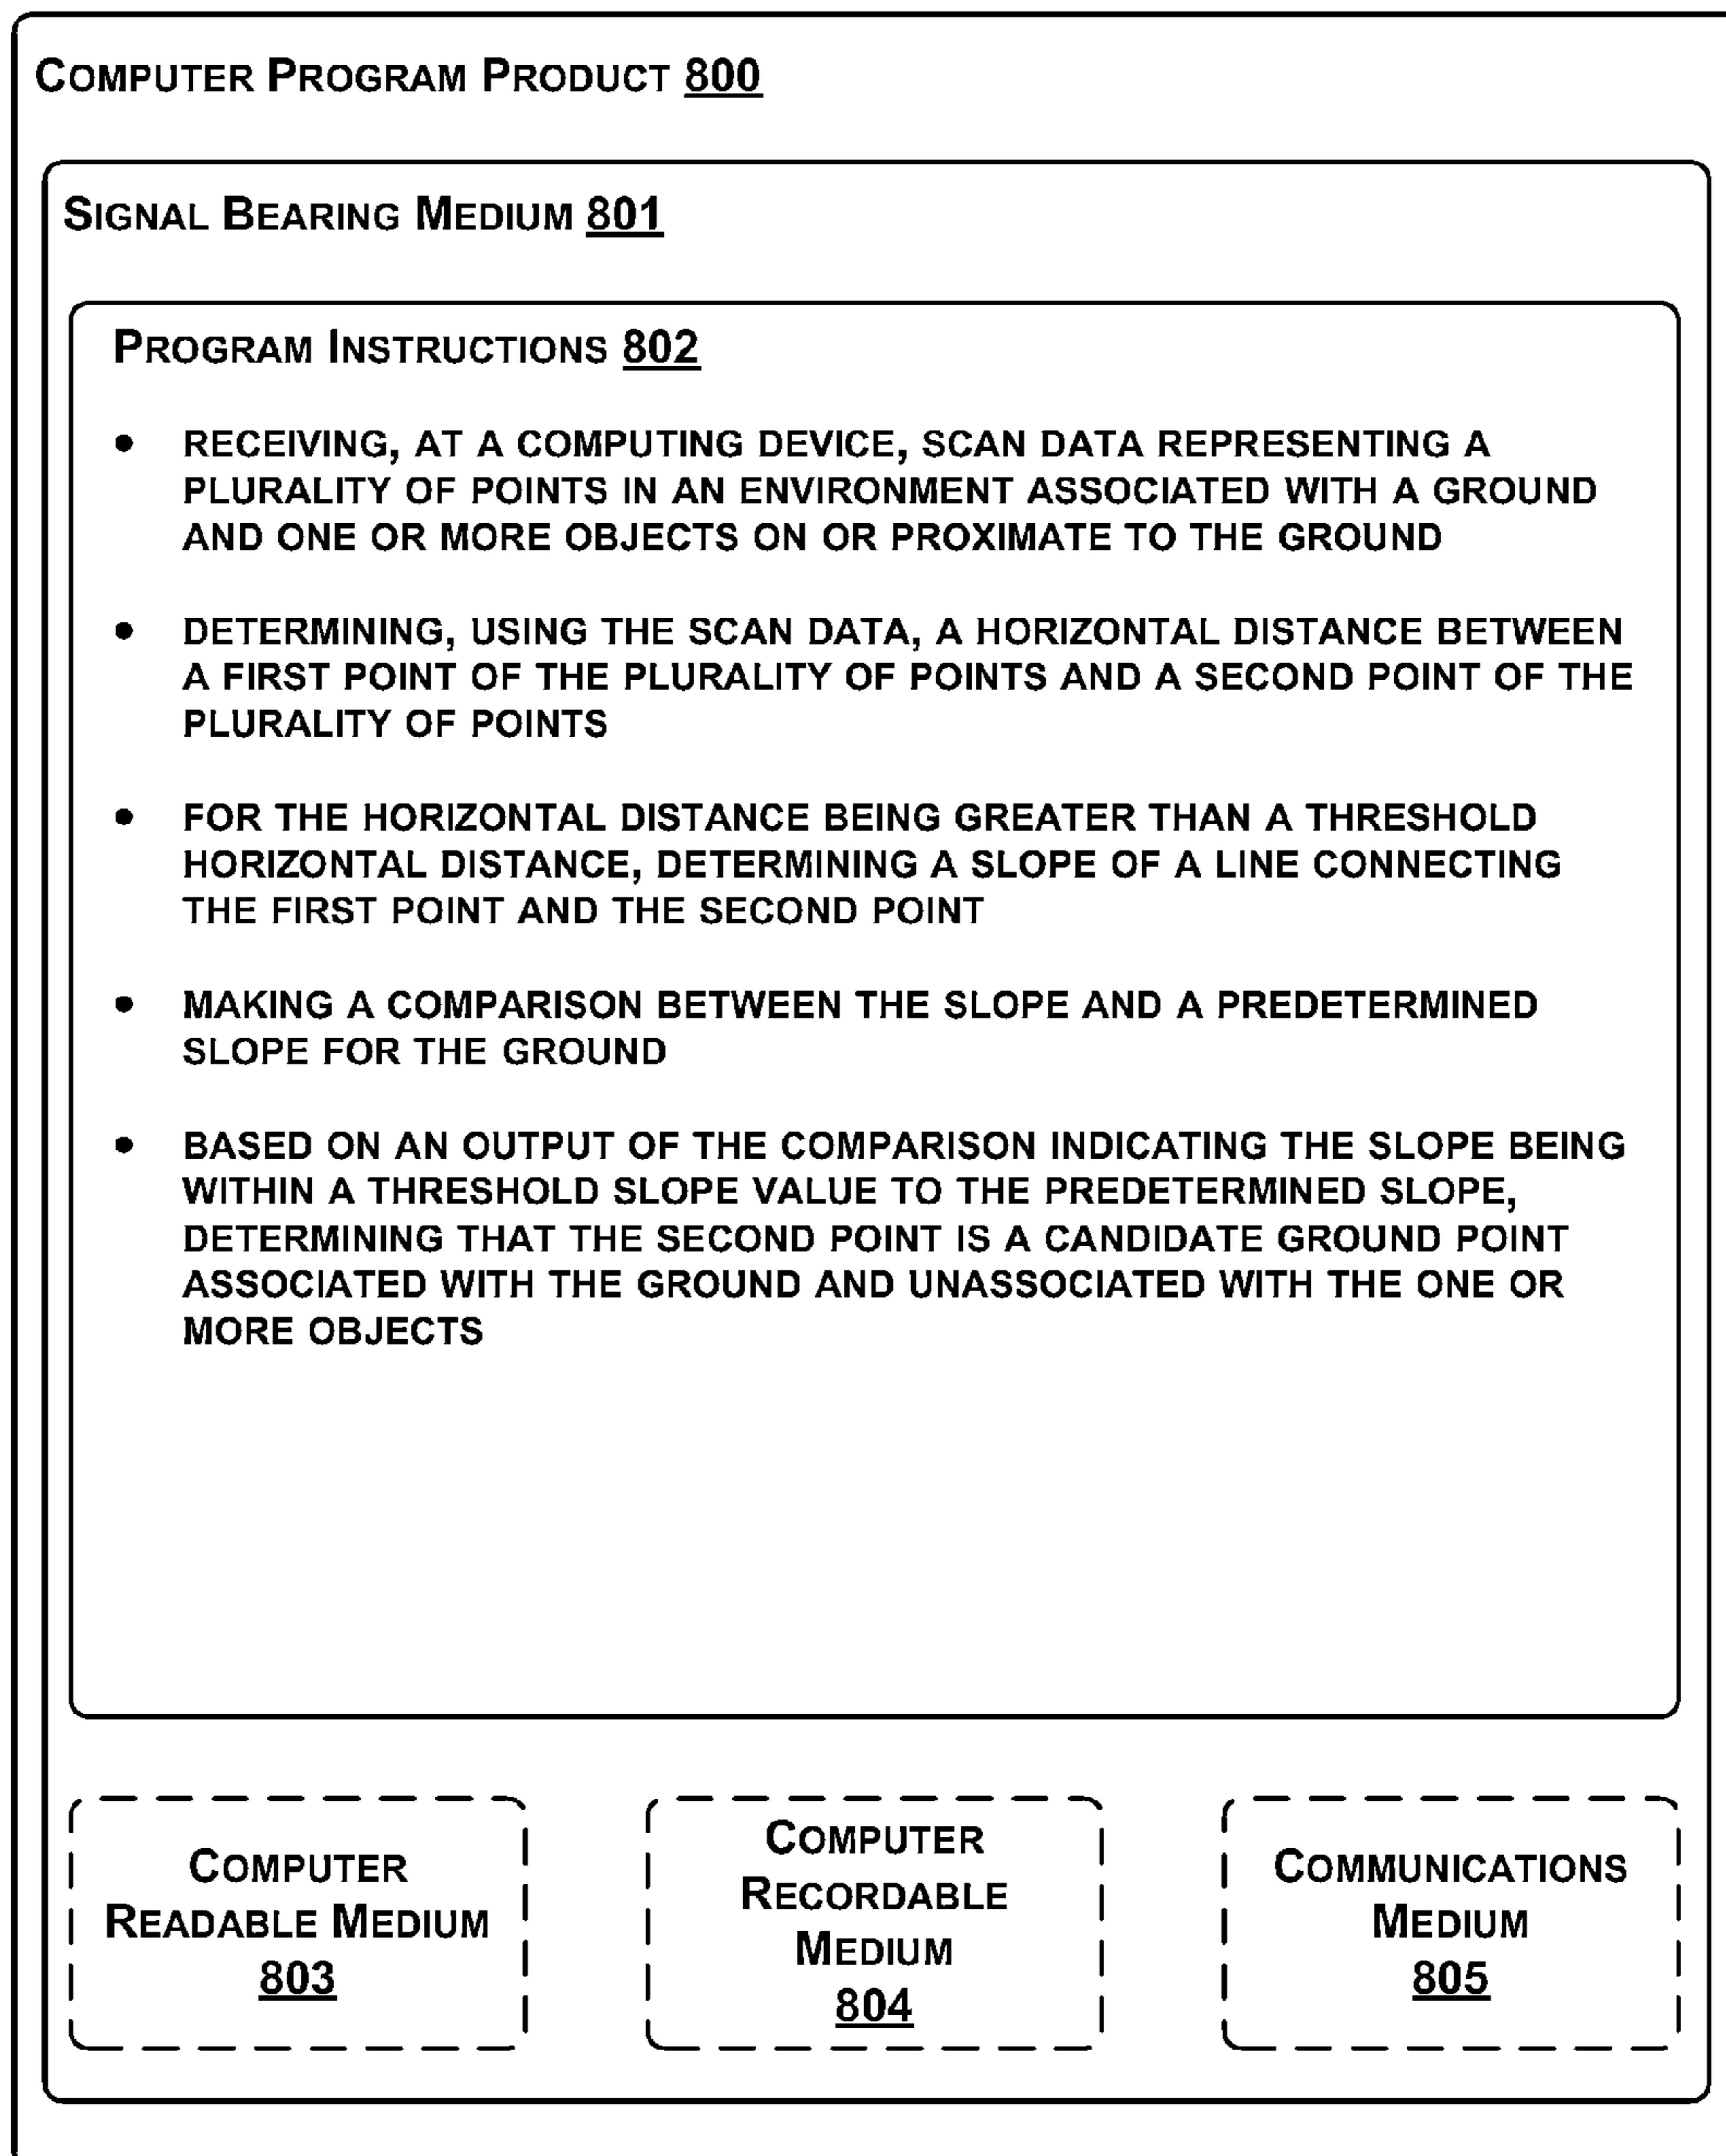 COMPUTER PROGRAM PRODUCT 800
SIGNAL BEARING MEDIUM 801
PROGRAM INSTRUCTIONS 802
• RECEIVING, AT A COMPUTING DEVICE, SCAN DATA REPRESENTING A
PLURALITY OF POINTS IN AN ENVIRONMENT ASSOCIATED WITH A GROUND
AND ONE OR MORE OBJECTS ON OR PROXIMATE TO THE GROUND
• DETERMINING, USING THE SCAN DATA, A HORIZONTAL DISTANCE BETWEEN
A FIRST POINT OF THE PLURALITY OF POINTS AND A SECOND POINT OF THE
PLURALITY OF POINTS
• FOR THE HORIZONTAL DISTANCE BEING GREATER THAN A THRESHOLD
HORIZONTAL DISTANCE, DETERMINING A SLOPE OF A LINE CONNECTING
THE FIRST POINT AND THE SECOND POINT
• MAKING A COMPARISON BETWEEN THE SLOPE AND A PREDETERMINED
SLOPE FOR THE GROUND
• BASED ON AN OUTPUT OF THE COMPARISON INDICATING THE SLOPE BEING
WITHIN A THRESHOLD SLOPE VALUE TO THE PREDETERMINED SLOPE,
DETERMINING THAT THE SECOND POINT IS A CANDIDATE GROUND POINT
ASSOCIATED WITH THE GROUND AND UNASSOCIATED WITH THE ONE OR
MORE OBJECTS
COMPUTER
READABLE MEDIUM
803
COMPUTER
RECORDABLE
MEDIUM
804
COMMUNICATIONS
MEDIUM
805